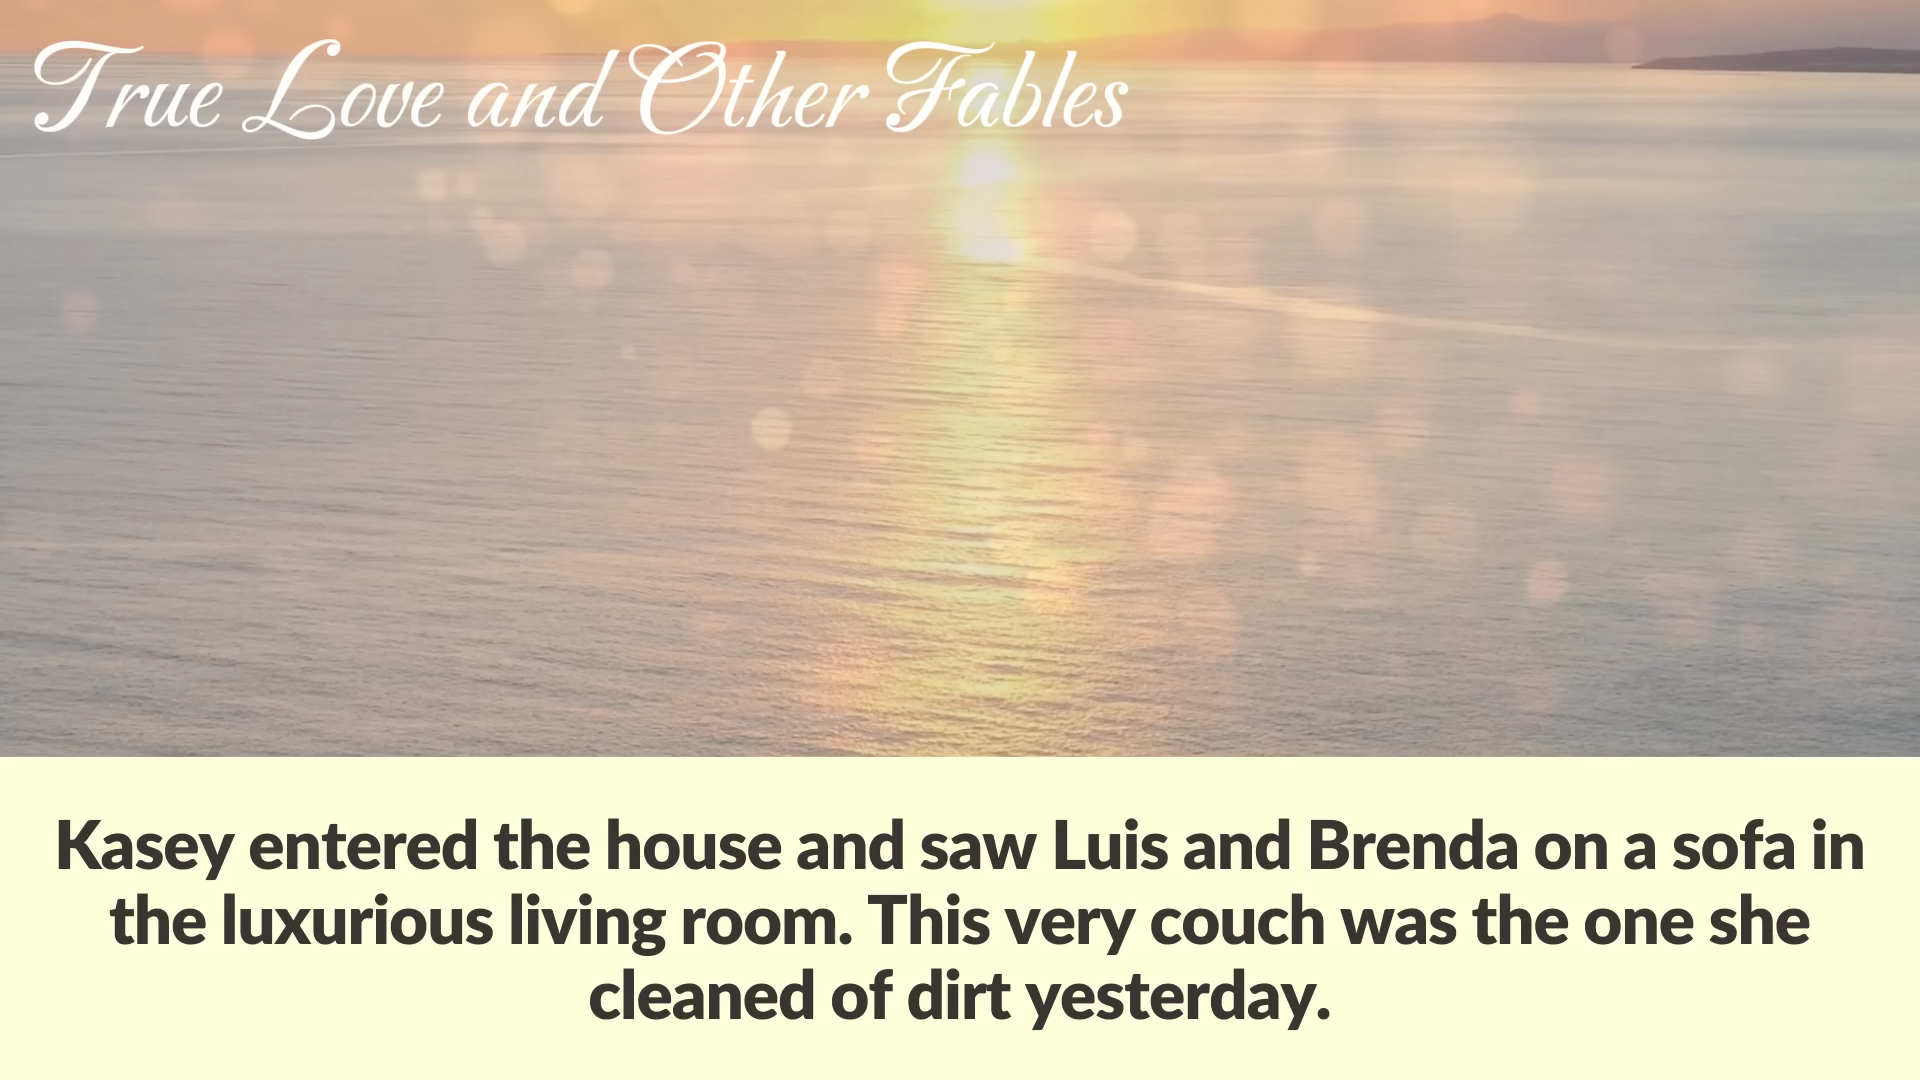 True Love and Other Fables
Kasey entered the house and saw Luis and Brenda on a sofa in
the luxurious living room. This very couch was the one she
cleaned of dirt yesterday.